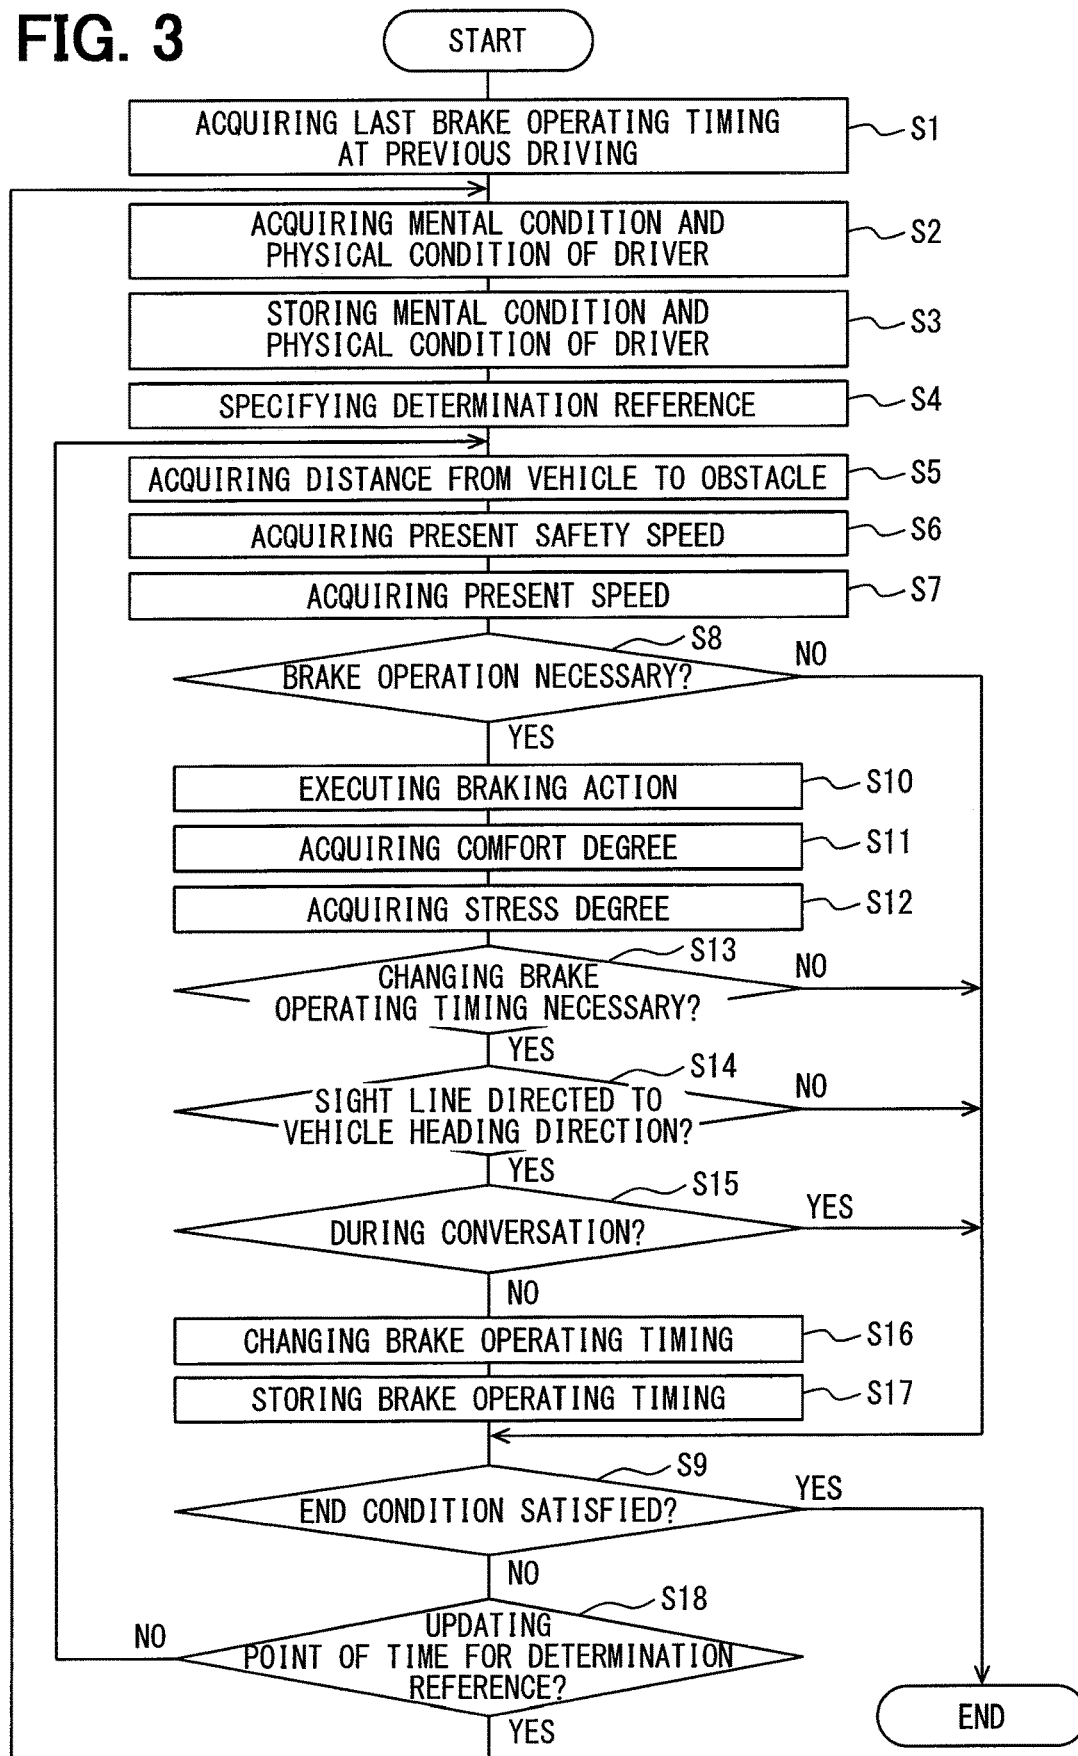 FIG. 3
START
ACQUIRING LAST BRAKE OPERATING TIMING
AT PREVIOUS DRIVING
S1
ACQUIRING MENTAL CONDITION AND
PHYSICAL CONDITION OF DRIVER
S2
STORING MENTAL CONDITION AND
PHYSICAL CONDITION OF DRIVER
S3
SPECIFYING DETERMINATION REFERENCE
S4
ACQUIRING DISTANCE FROM VEHICLE TO OBSTACLE
S5
ACQUIRING PRESENT SAFETY SPEED
S6
ACQUIRING PRESENT SPEED
S7
S8
BRAKE OPERATION NECESSARY?
NO
YES
EXECUTING BRAKING ACTION
S10
ACQUIRING COMFORT DEGREE
S11
ACQUIRING STRESS DEGREE
S12
S13
CHANGING BRAKE
OPERATING TIMING NECESSARY?
NO
YES
S14
SIGHT LINE DIRECTED TO
VEHICLE HEADING DIRECTION?
NO
YES
S15
DURING CONVERSATION?
YES
NO
CHANGING BRAKE OPERATING TIMING
S16
STORING BRAKE OPERATING TIMING
S17
S9
END CONDITION SATISFIED?
YES
NO
S18
UPDATING
POINT OF TIME FOR DETERMINATION
REFERENCE?
NO
YES
END